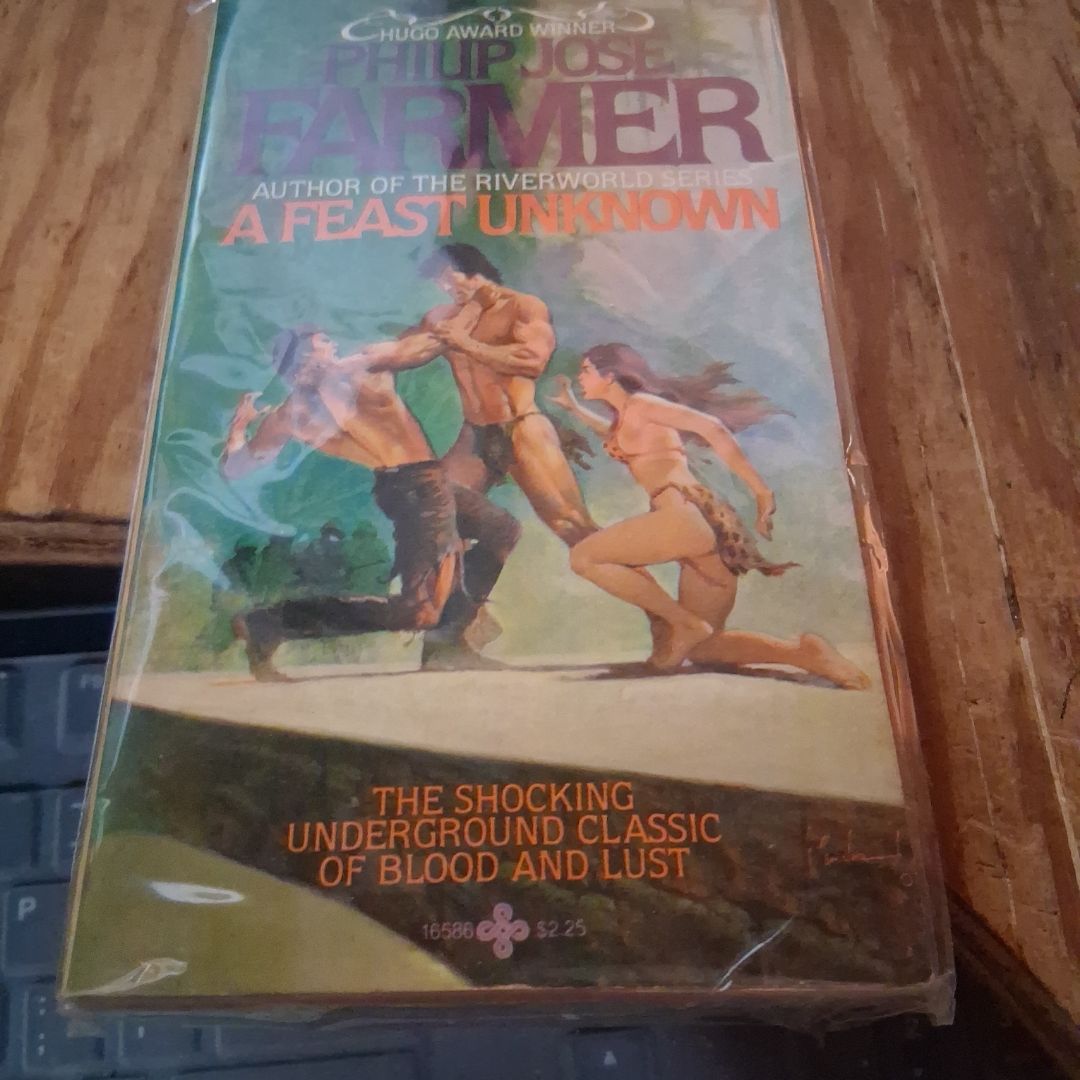 HUGO AWARD WINNER
PHILIP JOSÉ
FARMER
AUTHOR OF THE RIVERWORLD SERIES
A FEAST UNKNOWN
THE SHOCKING
UNDERGROUND CLASSIC
OF BLOOD AND LUST
16586 $2.25
P